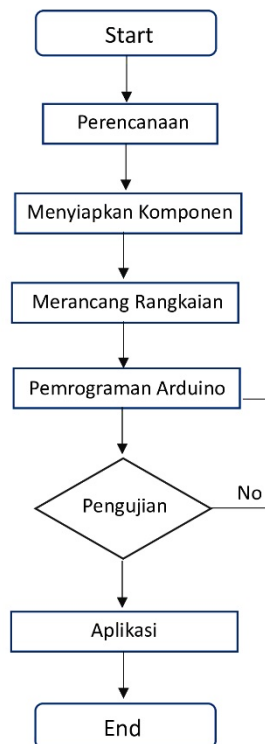 Start
Perencanaan
Menyiapkan Komponen
Merancang Rangkaian
Pemrograman Arduino
Pengujian
No
Aplikasi
End